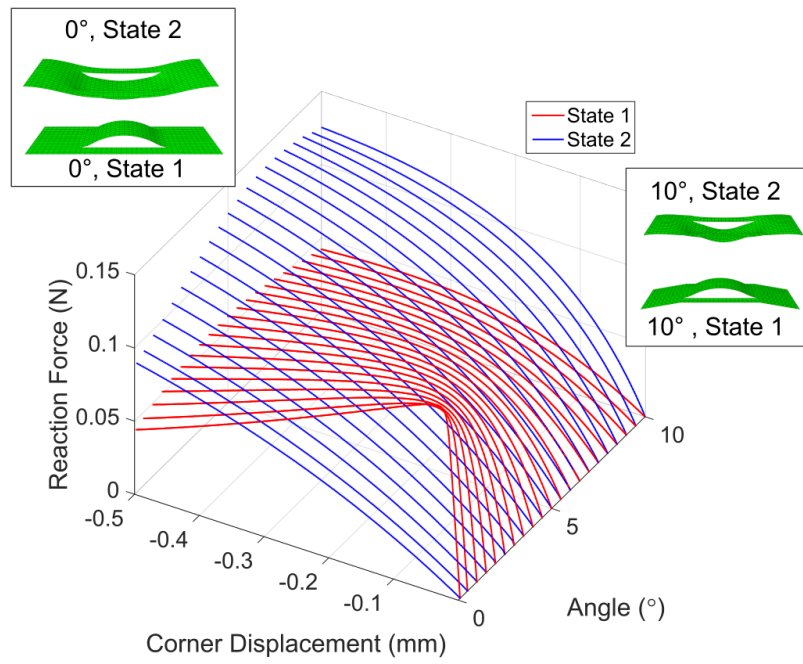 0°, State 2
0°, State 1
State 1
State 2
10°, State 2
10° , State 1
0.15
0.1
0.05
0
Reaction Force (N)
-0.5
-0.4
-0.3
-0.2
-0.1
0
5
10
Corner Displacement (mm)
Angle (°)